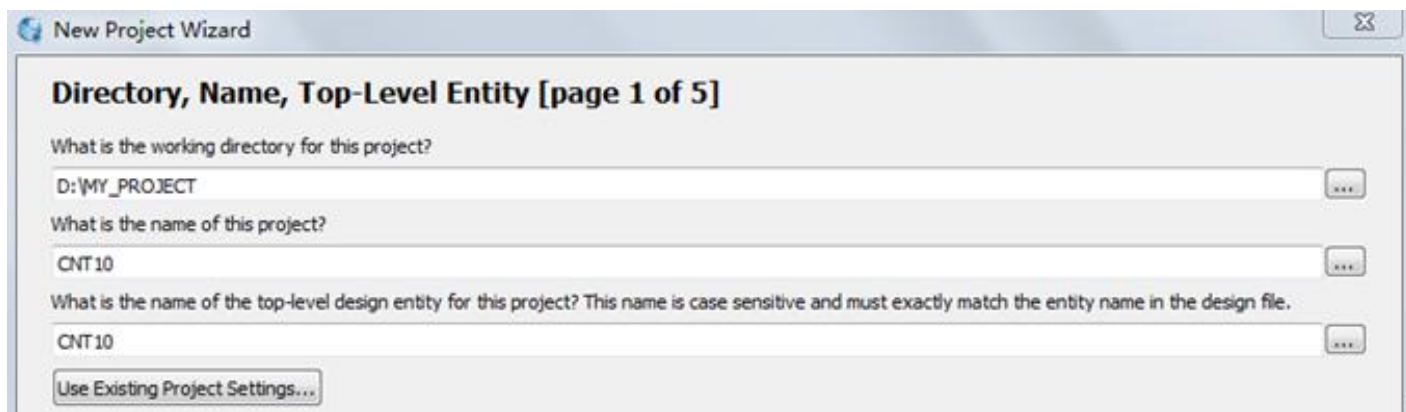 New Project Wizard
Directory, Name, Top-Level Entity [page 1 of 5]
What is the working directory for this project?
D:\MY_PROJECT
...
What is the name of this project?
CNT10
...
What is the name of the top-level design entity for this project? This name is case sensitive and must exactly match the entity name in the design file.
CNT10
...
Use Existing Project Settings...